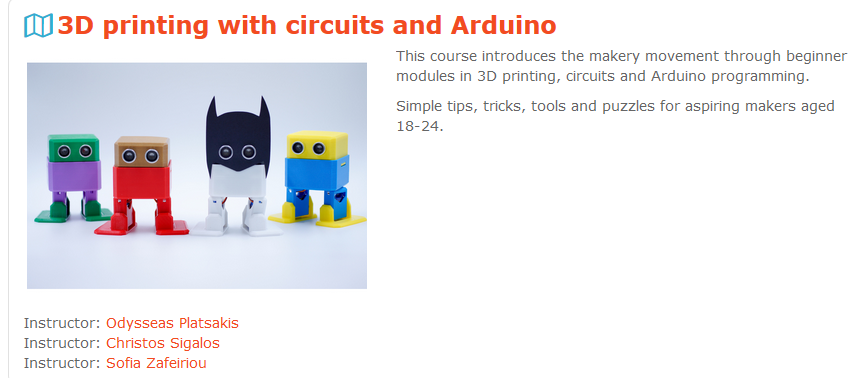 3D printing with circuits and Arduino
This course introduces the makery movement through beginner
modules in 3D printing, circuits and Arduino programming.
Simple tips, tricks, tools and puzzles for aspiring makers aged
18-24.
Instructor: Odysseas Platsakis
Instructor: Christos Sigalos
Instructor: Sofia Zafeiriou